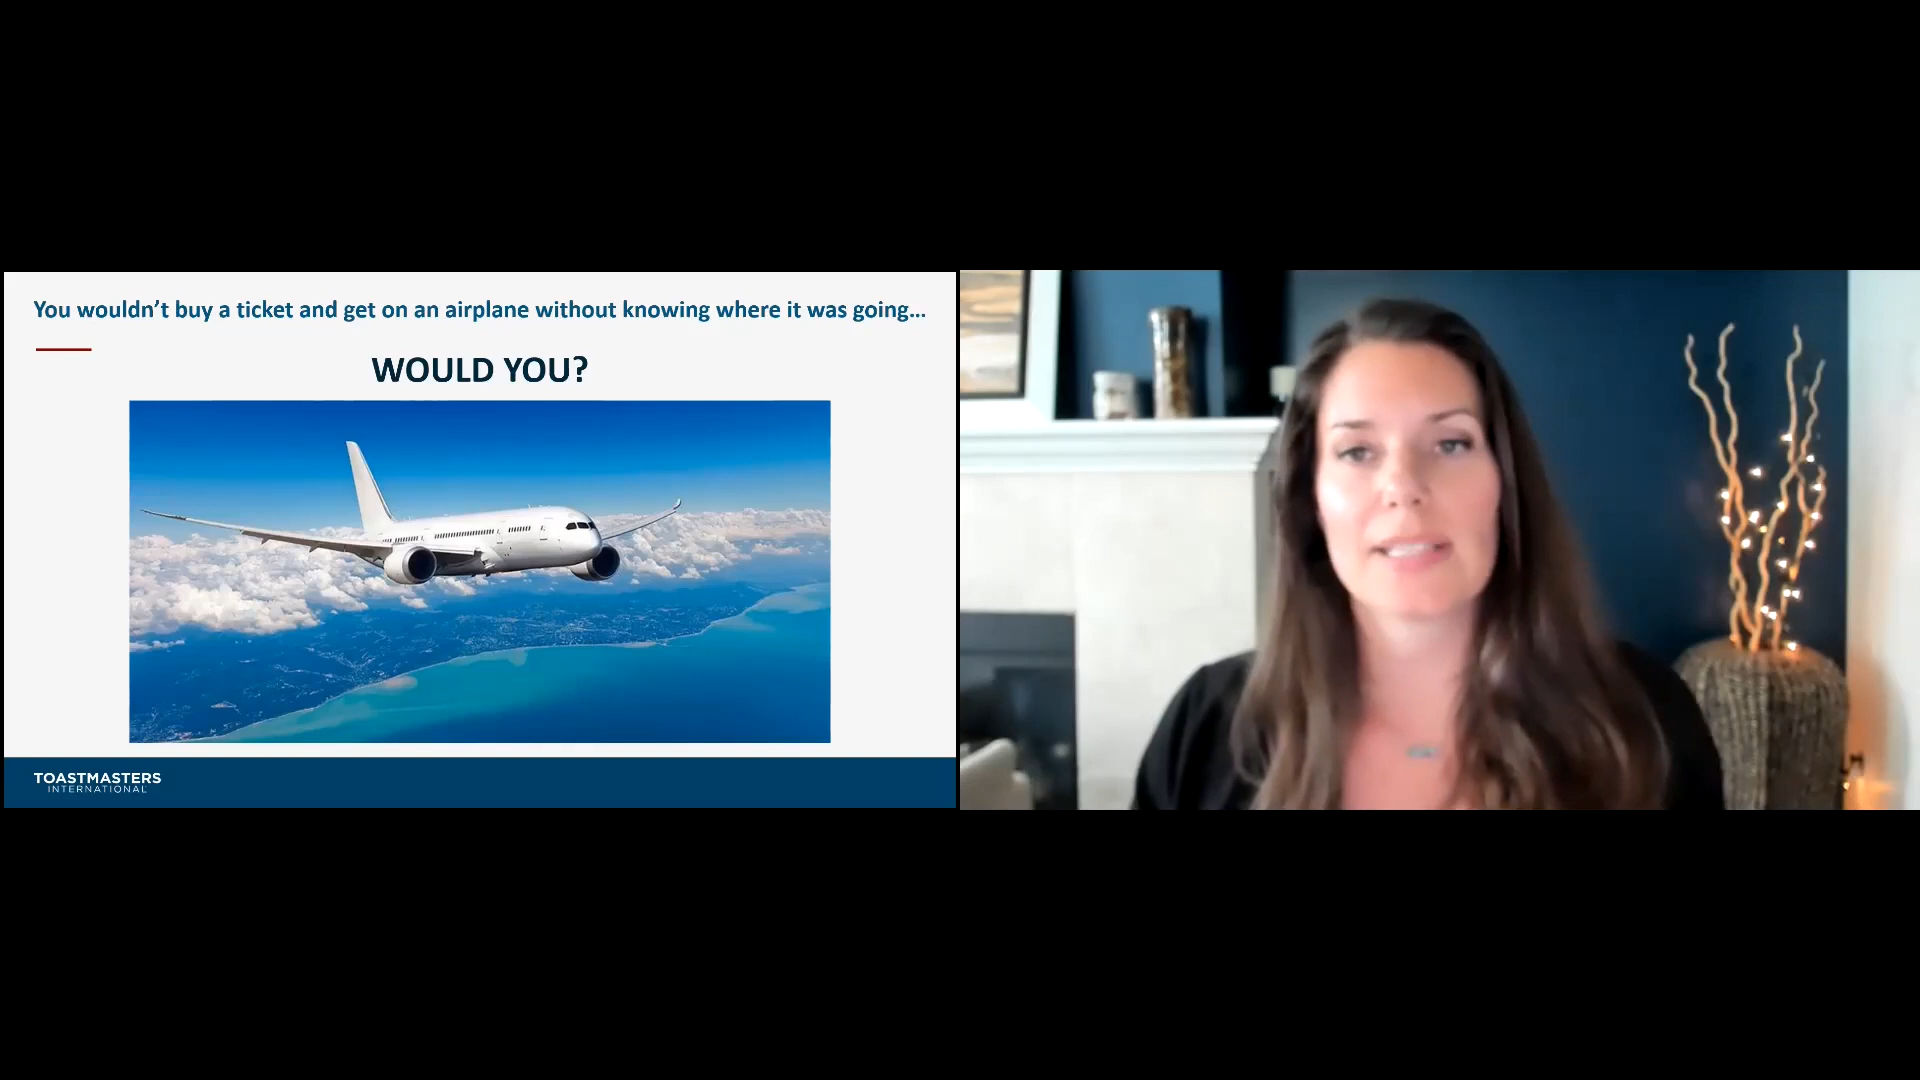 You wouldn’t buy a ticket and get on an airplane without knowing where it was going...
WOULD YOU?
TOASTMASTERS
INTERNATIONAL